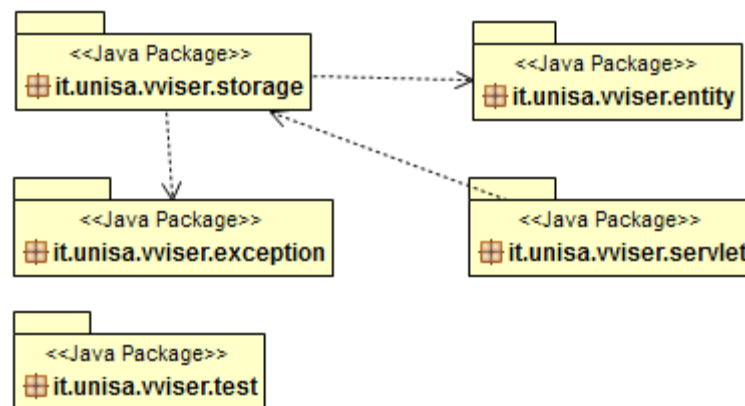 <<Java Package>>
it.unisa.vviser.storage
<<Java Package>>
it.unisa.vviser.entity
<<Java Package>>
it.unisa.vviser.exception
<<Java Package>>
it.unisa.vviser.servlet
<<Java Package>>
it.unisa.vviser.test